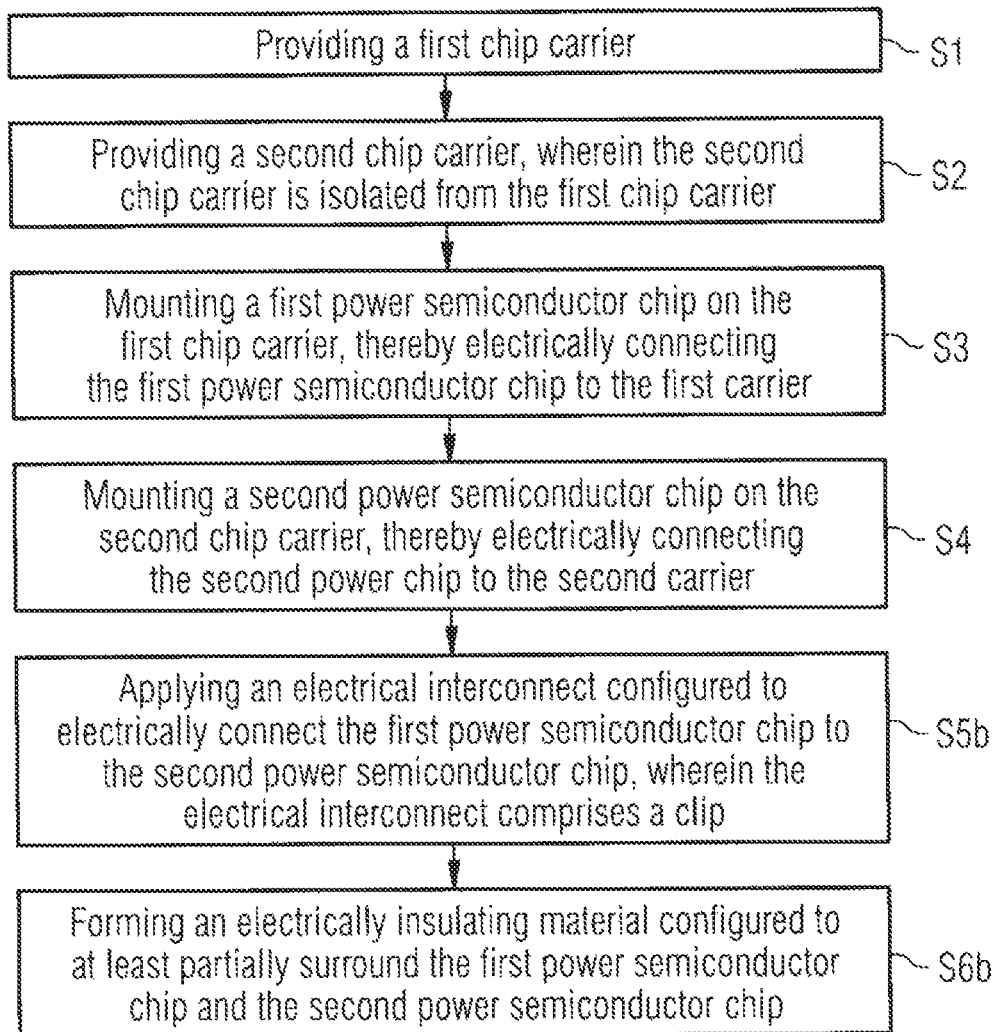 Providing a first chip carrier
S1
Providing a second chip carrier, wherein the second
chip carrier is isolated from the first chip carrier
S2
Mounting a first power semiconductor chip on the
first chip carrier, thereby electrically connecting
the first power semiconductor chip to the first carrier
S3
Mounting a second power semiconductor chip on the
second chip carrier, thereby electrically connecting
the second power chip to the second carrier
S4
Applying an electrical interconnect configured to
electrically connect the first power semiconductor chip to
the second power semiconductor chip, wherein the
electrical interconnect comprises a clip
S5b
Forming an electrically insulating material configured to
at least partially surround the first power semiconductor
chip and the second power semiconductor chip
S6b